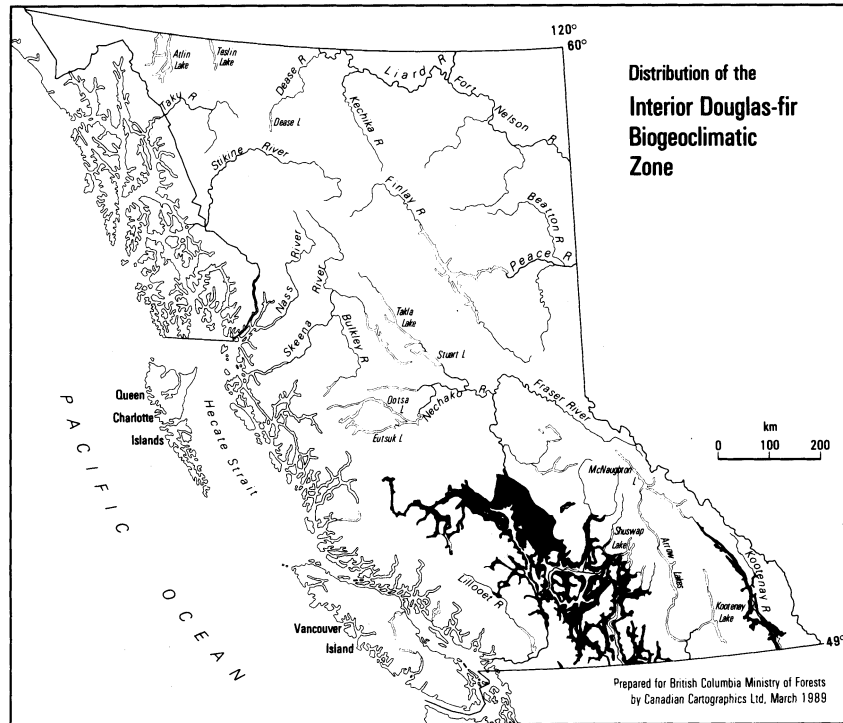 120°
60°
Distribution of the
Interior Douglas-fir
Biogeoclimatic
Zone
Atlin
Lake
Teslin
Lake
Dease R
Liard R
Fort
Nelson R
Taku R
Dease L
Kechika R
Stikine River
Finlay R
Beatton R
Peace R
Nass River
Skeena River
Bulkley R
Takla
Lake
Stuart L
Ootsa
L
Nechako R
Eutsuk L
Fraser River
Queen
Charlotte
Islands
Hecate Strait
km
0 100 200
McNaughton
L
Shuswap
Lake
Arrow Lakes
Kootenay R
Kootenay
Lake
Lillooet R
PACIFIC OCEAN
Vancouver
Island
49°
Prepared for British Columbia Ministry of Forests
by Canadian Cartographics Ltd, March 1989